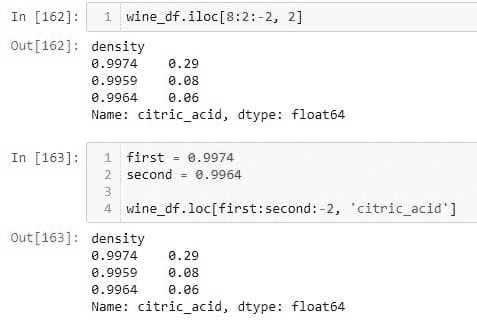 In [162]: 1 wine_df.iloc[8:2:-2, 2]
Out[162]: density
0.9974 0.29
0.9959 0.08
0.9964 0.06
Name: citric_acid, dtype: float64
In [163]: 1 first = 0.9974
2 second = 0.9964
3
4 wine_df.loc[first:second:-2, 'citric_acid']
Out[163]: density
0.9974 0.29
0.9959 0.08
0.9964 0.06
Name: citric_acid, dtype: float64